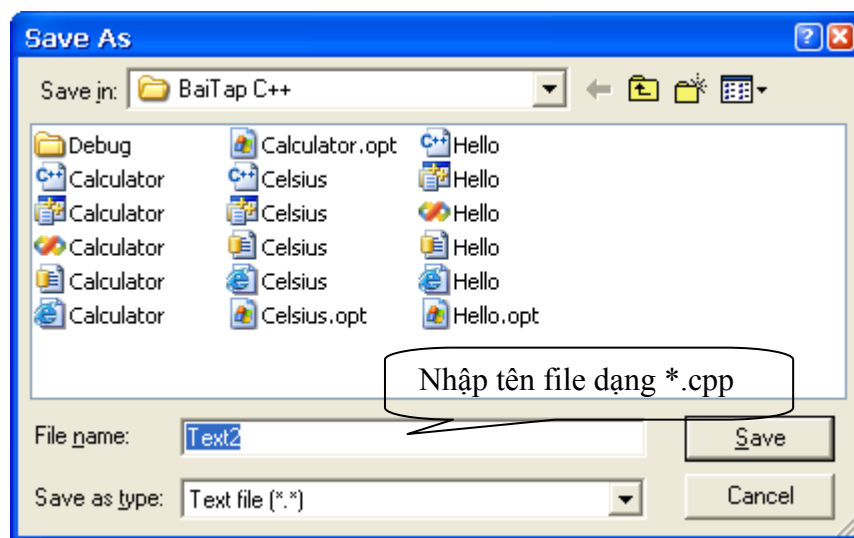 Save As
Save in: BaiTap C++
Debug Calculator.opt Hello
Calculator Celsius Hello
Calculator Celsius Hello
Calculator Celsius Hello
Calculator Celsius Hello
Calculator Celsius.opt Hello.opt
Nhập tên file dạng *.cpp
File name: Text2 Save
Save as type: Text file (*.*) Cancel